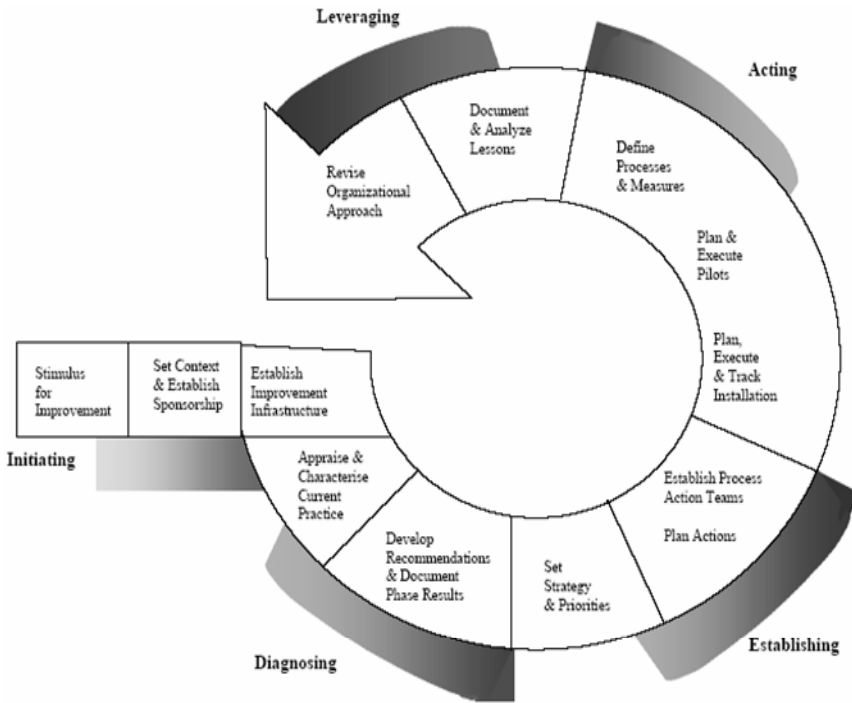 Leveraging
Acting
Document
& Analyze
Lessons
Define
Processes
& Measures
Revise
Organizational
Approach
Plan &
Execute
Pilots
Plan,
Execute
& Track
Installation
Stimulus
for
Improvement
Set Context
& Establish
Sponsorship
Establish
Improvement
Infrastructure
Initiating
Appraise &
Characterise
Current
Practice
Establish Process
Action Teams
Plan Actions
Develop
Recommendations
& Document
Phase Results
Set
Strategy
& Priorities
Diagnosing
Establishing